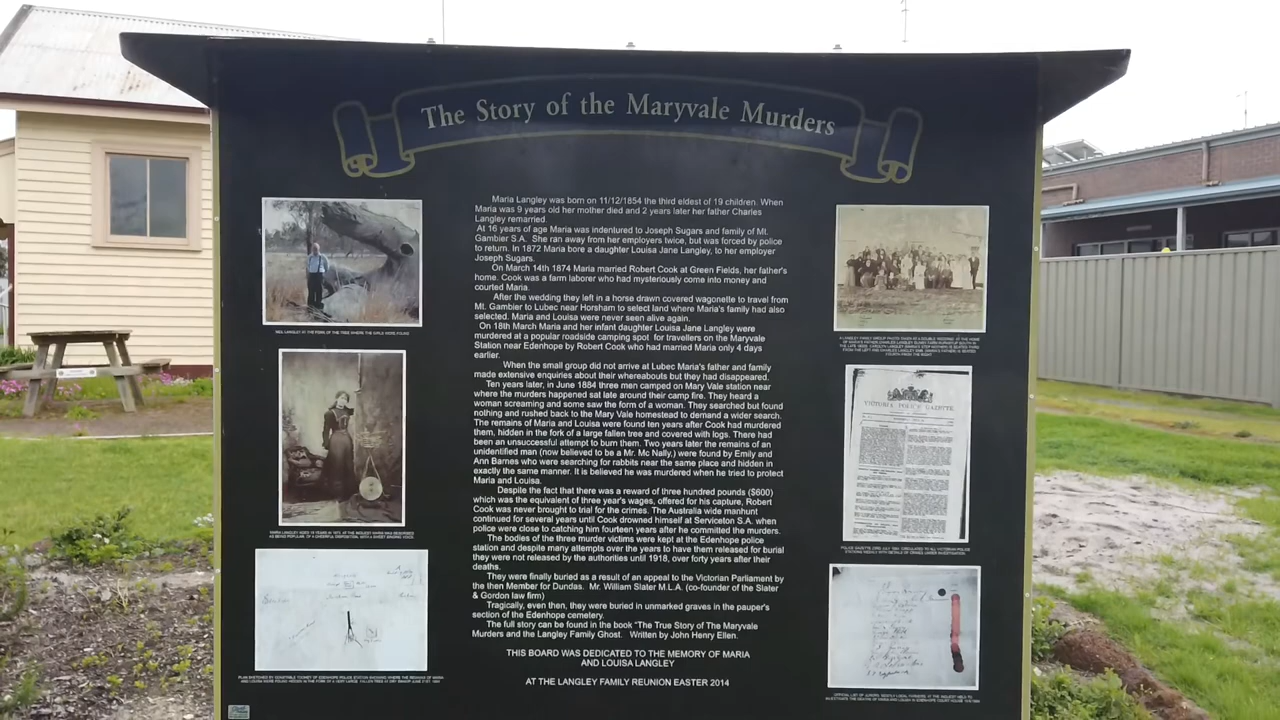 The Story of the Maryvale Murders
Maria Langley was born on 11/12/1854 the third eldest of 19 children. When
Maria was 9 years old her mother died and 2 years later her father Charles
Langley remarried.
At 16 years of age Maria was indentured to Joseph Sugars and family of Mt.
Gambier S.A. She ran away from her employers twice, but was forced by police
to return. In 1872 Maria bore a daughter Louisa Jane Langley, to her employer
Joseph Sugars.
On March 14th 1874 Maria married Robert Cook at Green Fields, her father's
home. Cook was a farm laborer who had mysteriously come into money and
courted Maria.
After the wedding they left in a horse drawn covered wagonette to travel from
Mt. Gambier to Lubec near Horsham to select land where Maria's family had also
selected. Maria and Louisa were never seen alive again.
On 18th March Maria and her infant daughter Louisa Jane Langley were
murdered at a popular roadside camping spot for travellers on the Maryvale
Station near Edenhope by Robert Cook who had married Maria only 4 days
earlier.
When the small group did not arrive at Lubec Maria's father and family
made extensive enquiries about their whereabouts but they had disappeared.
Ten years later, in June 1884 three men camped on Mary Vale station near
where the murders happened sat late around their camp fire. They heard a
woman screaming and some saw the form of a woman. They searched but found
nothing and rushed back to the Mary Vale homestead to demand a wider search.
The remains of Maria and Louisa were found ten years after Cook had murdered
them, hidden in the fork of a large fallen tree and covered with logs. There had
been an unsuccessful attempt to burn them. Two years later the remains of an
unidentified man (now believed to be a Mr. Mc Nally,) were found by Emily and
Ann Barnes who were searching for rabbits near the same place and hidden in
exactly the same manner. It is believed he was murdered when he tried to protect
Maria and Louisa.
Despite the fact that there was a reward of three hundred pounds ($600)
which was the equivalent of three year's wages, offered for his capture, Robert
Cook was never brought to trial for the crimes. The Australia wide manhunt
continued for several years until Cook drowned himself at Serviceton S.A. when
police were close to catching him fourteen years after he committed the murders.
The bodies of the three murder victims were kept at the Edenhope police
station and despite many attempts over the years to have them released for burial
they were not released by the authorities until 1918, over forty years after their
deaths.
They were finally buried as a result of an appeal to the Victorian Parliament by
the then Member for Dundas. Mr. William Slater M.L.A. (co-founder of the Slater
& Gordon law firm)
Tragically, even then, they were buried in unmarked graves in the pauper's
section of the Edenhope cemetery.
The full story can be found in the book "The True Story of The Maryvale
Murders and the Langley Family Ghost. Written by John Henry Ellen.
THIS BOARD WAS DEDICATED TO THE MEMORY OF MARIA
AND LOUISA LANGLEY
AT THE LANGLEY FAMILY REUNION EASTER 2014
VICTORIA POLICE GAZETTE